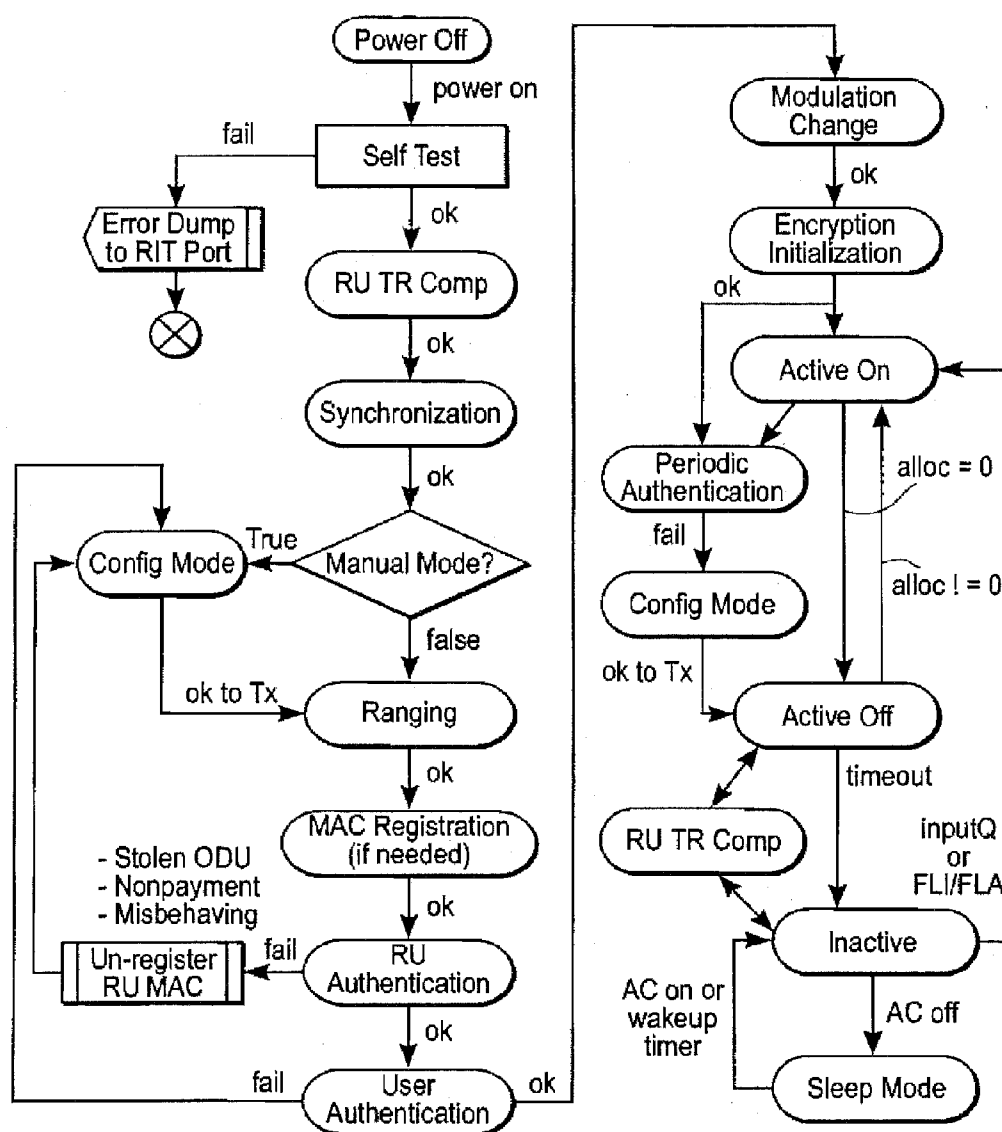 Power Off
power on
fail
Self Test
ok
Error Dump
to RIT Port
RU TR Comp
ok
Synchronization
ok
Config Mode
True
Manual Mode?
false
ok to Tx
Ranging
ok
MAC Registration
(if needed)
- Stolen ODU
- Nonpayment
- Misbehaving
ok
Un-register
RU MAC
fail
RU
Authentication
ok
fail
User
Authentication
ok
Modulation
Change
ok
Encryption
Initialization
ok
Active On
Periodic
Authentication
alloc = 0
fail
Config Mode
alloc ! = 0
ok to Tx
Active Off
timeout
RU TR Comp
inputQ
or
FLI/FLA
Inactive
AC on or
wakeup
timer
AC off
Sleep Mode